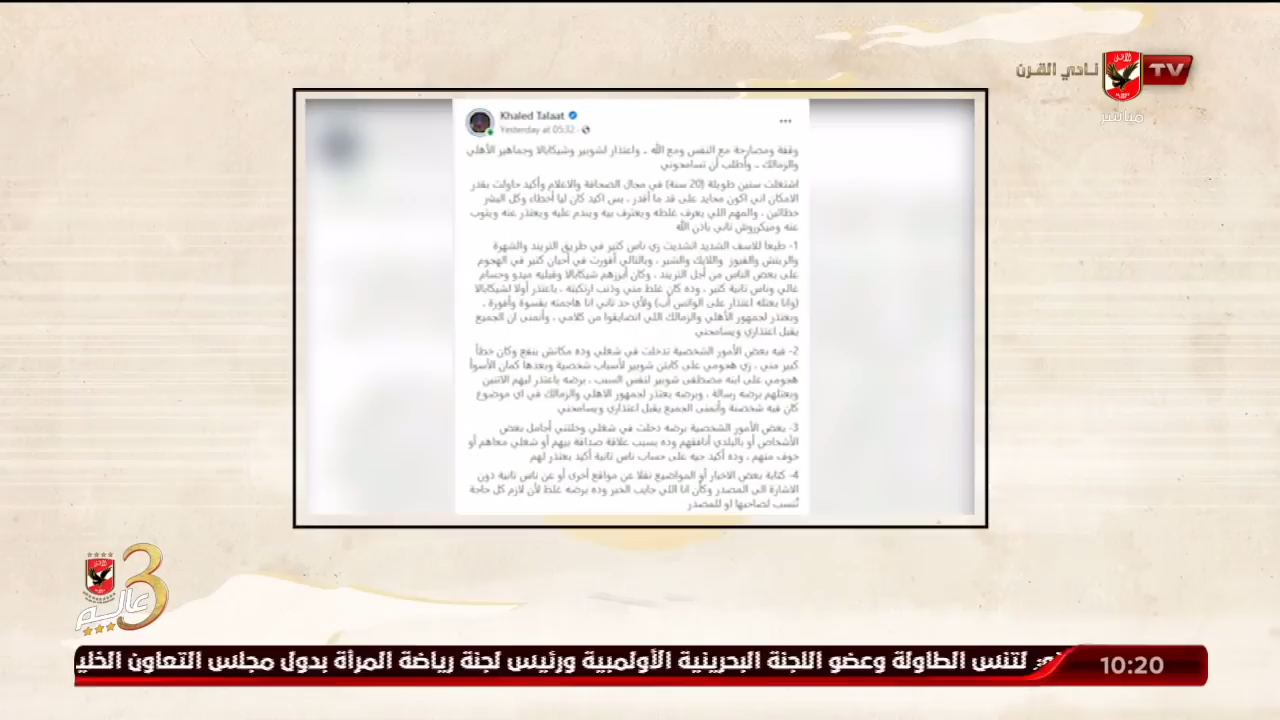 نادي القرن
TV
مباشر
Khaled Talaat
Yesterday at 05:32
وقفة ومصارحة مع النفس ومع الله .. واعتذار لشوبير وشيكابالا وجماهير الأهلي
والزمالك .. وأطلب أن تسامحوني
اشتغلت سنين طويلة (20 سنة) في مجال الصحافة والاعلام وأكيد حاولت بقدر
الامكان اني اكون محايد على قد ما أقدر ، بس اكيد كان ليا أخطاء وكل البشر
خطائين ، والمهم اللي يعرف غلطه ويعترف بيه ويندم عليه ويعتذر عنه ويتوب
عنه وميكرروش تاني باذن الله
1- طبعا للاسف الشديد انشديت زي ناس كتير في طريق التريند والشهرة
والريتش والفيوز واللايك والشير ، وبالتالي أفورت في أحيان كتير في الهجوم
على بعض الناس من أجل التريند ، وكان أبرزهم شيكابالا وقبليه ميدو وحسام
غالي وناس تانية كتير ، وده كان غلط مني وذنب ارتكبته ، باعتذر أولا لشيكابالا
(وانا بعتله اعتذار على الواتس أب) ولأي حد تاني انا هاجمته بقسوة وأفورة ،
وبعتذر لجمهور الأهلي والزمالك اللي اتضايقوا من كلامي ، وأتمنى ان الجميع
يقبل اعتذاري ويسامحني
2- فيه بعض الأمور الشخصية تدخلت في شغلي وده مكانش ينفع وكان خطأ
كبير مني ، زي هجومي على كابتن شوبير لأسباب شخصية وبعدها كمان الأسوأ
هجومي على ابنه مصطفى شوبير لنفس السبب ، برضه باعتذر ليهم الاتنين
وبعتلهم برضه رسالة ، وبرضه بعتذر لجمهور الاهلي والزمالك في اي موضوع
كان فيه شخصنة وأتمنى الجميع يقبل اعتذاري ويسامحني
3- بعض الأمور الشخصية برضه دخلت في شغلي وخلتني أجامل بعض
الأشخاص أو بالبلدي أنافقهم وده بسبب علاقة صداقة بيهم أو شغلي معاهم أو
خوف منهم ، وده أكيد جيه على حساب ناس تانية أكيد بعتذر لهم
4- كتابة بعض الاخبار أو المواضيع نقلا عن مواقع أخرى أو عن ناس تانية دون
الاشارة الى المصدر وكأن انا اللي جايب الخبر وده برضه غلط لأن لازم كل حاجة
تُنسب لصاحبها او للمصدر
3 عالم
لتنس الطاولة وعضو اللجنة البحرينية الأولمبية ورئيس لجنة رياضة المرأة بدول مجلس التعاون
10:20